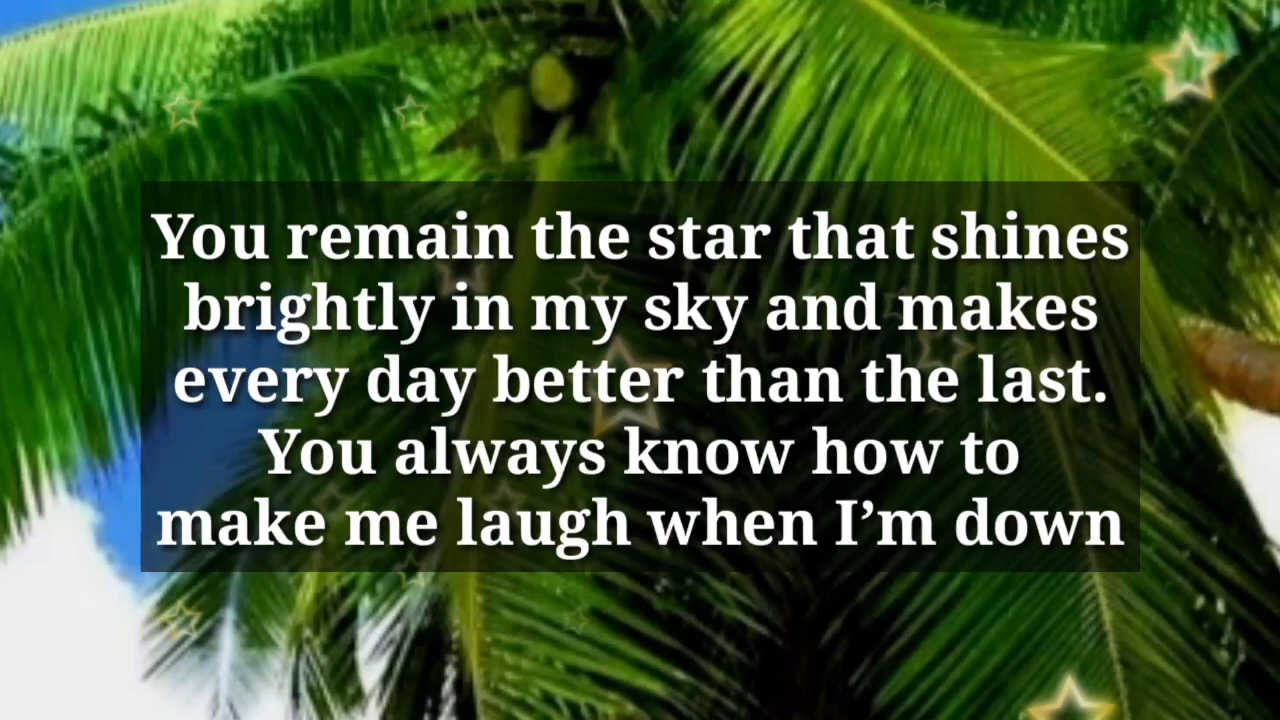 You remain the star that shines
brightly in my sky and makes
every day better than the last.
You always know how to
make me laugh when I’m down